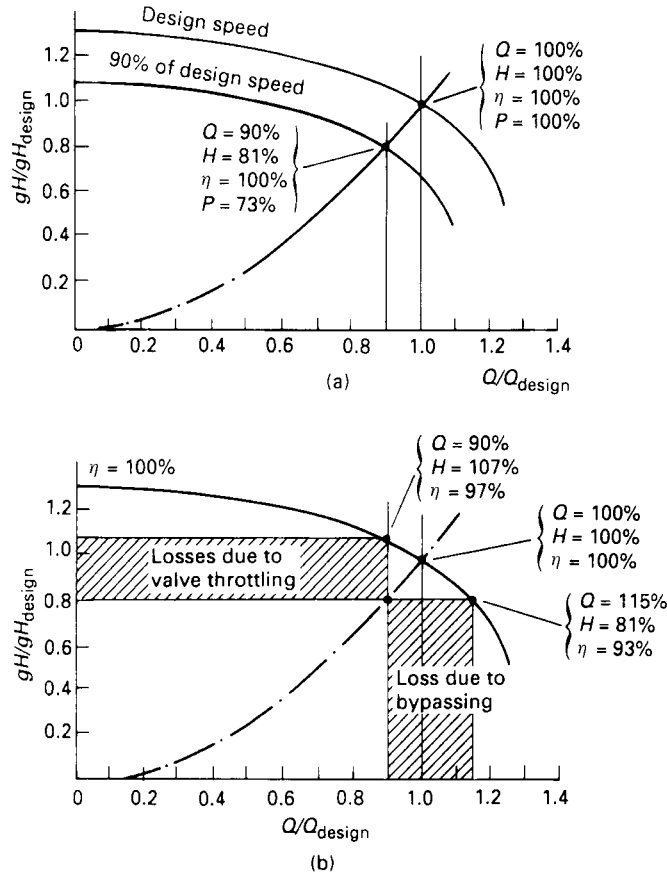 Design speed
90% of design speed
Q = 100%
H = 100%
η = 100%
P = 100%
Q = 90%
H = 81%
η = 100%
P = 73%
gH/gHdesign
1.2
1.0
0.8
0.6
0.4
0.2
0 0.2 0.4 0.6 0.8 1.0 1.2 1.4
Q/Qdesign
(a)
η = 100%
Q = 90%
H = 107%
η = 97%
Q = 100%
H = 100%
η = 100%
Q = 115%
H = 81%
η = 93%
Losses due to
valve throttling
Loss due to
bypassing
gH/gHdesign
1.2
1.0
0.8
0.6
0.4
0.2
0 0.2 0.4 0.6 0.8 1.0 1.2 1.4
Q/Qdesign
(b)